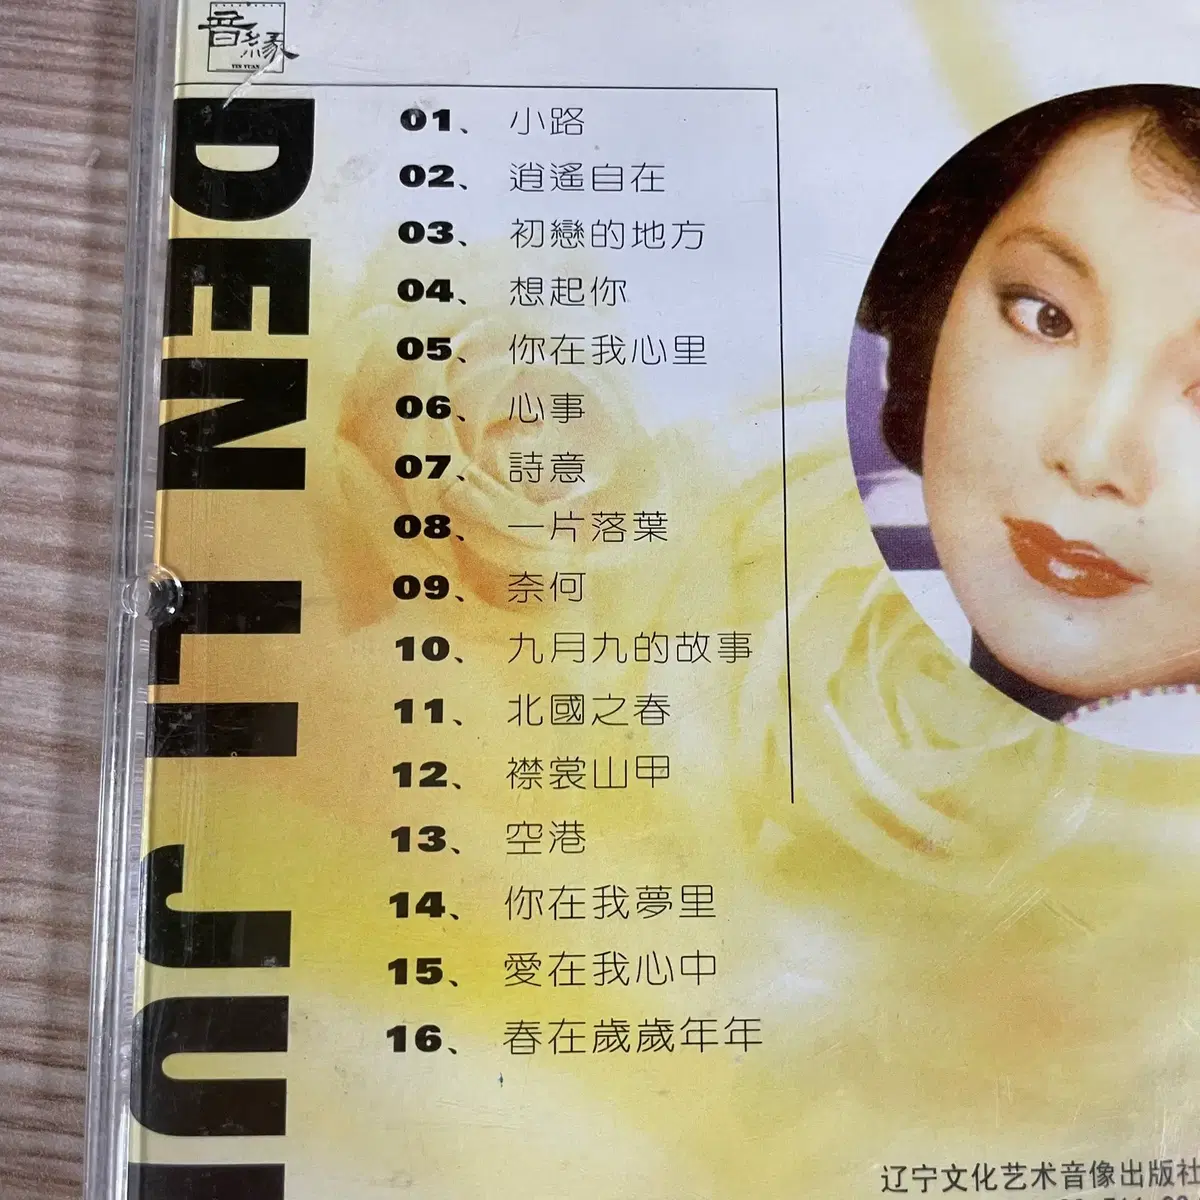 音緣
YIN YUAN
DEN LI JU
01、 小路
02、 逍遙自在
03、 初戀的地方
04、 想起你
05、 你在我心里
06、 心事
07、 詩意
08、 一片落葉
09、 奈何
10、 九月九的故事
11、 北國之春
12、 襟裳山甲
13、 空港
14、 你在我夢里
15、 愛在我心中
16、 春在歲歲年年
辽宁文化艺术音像出版社